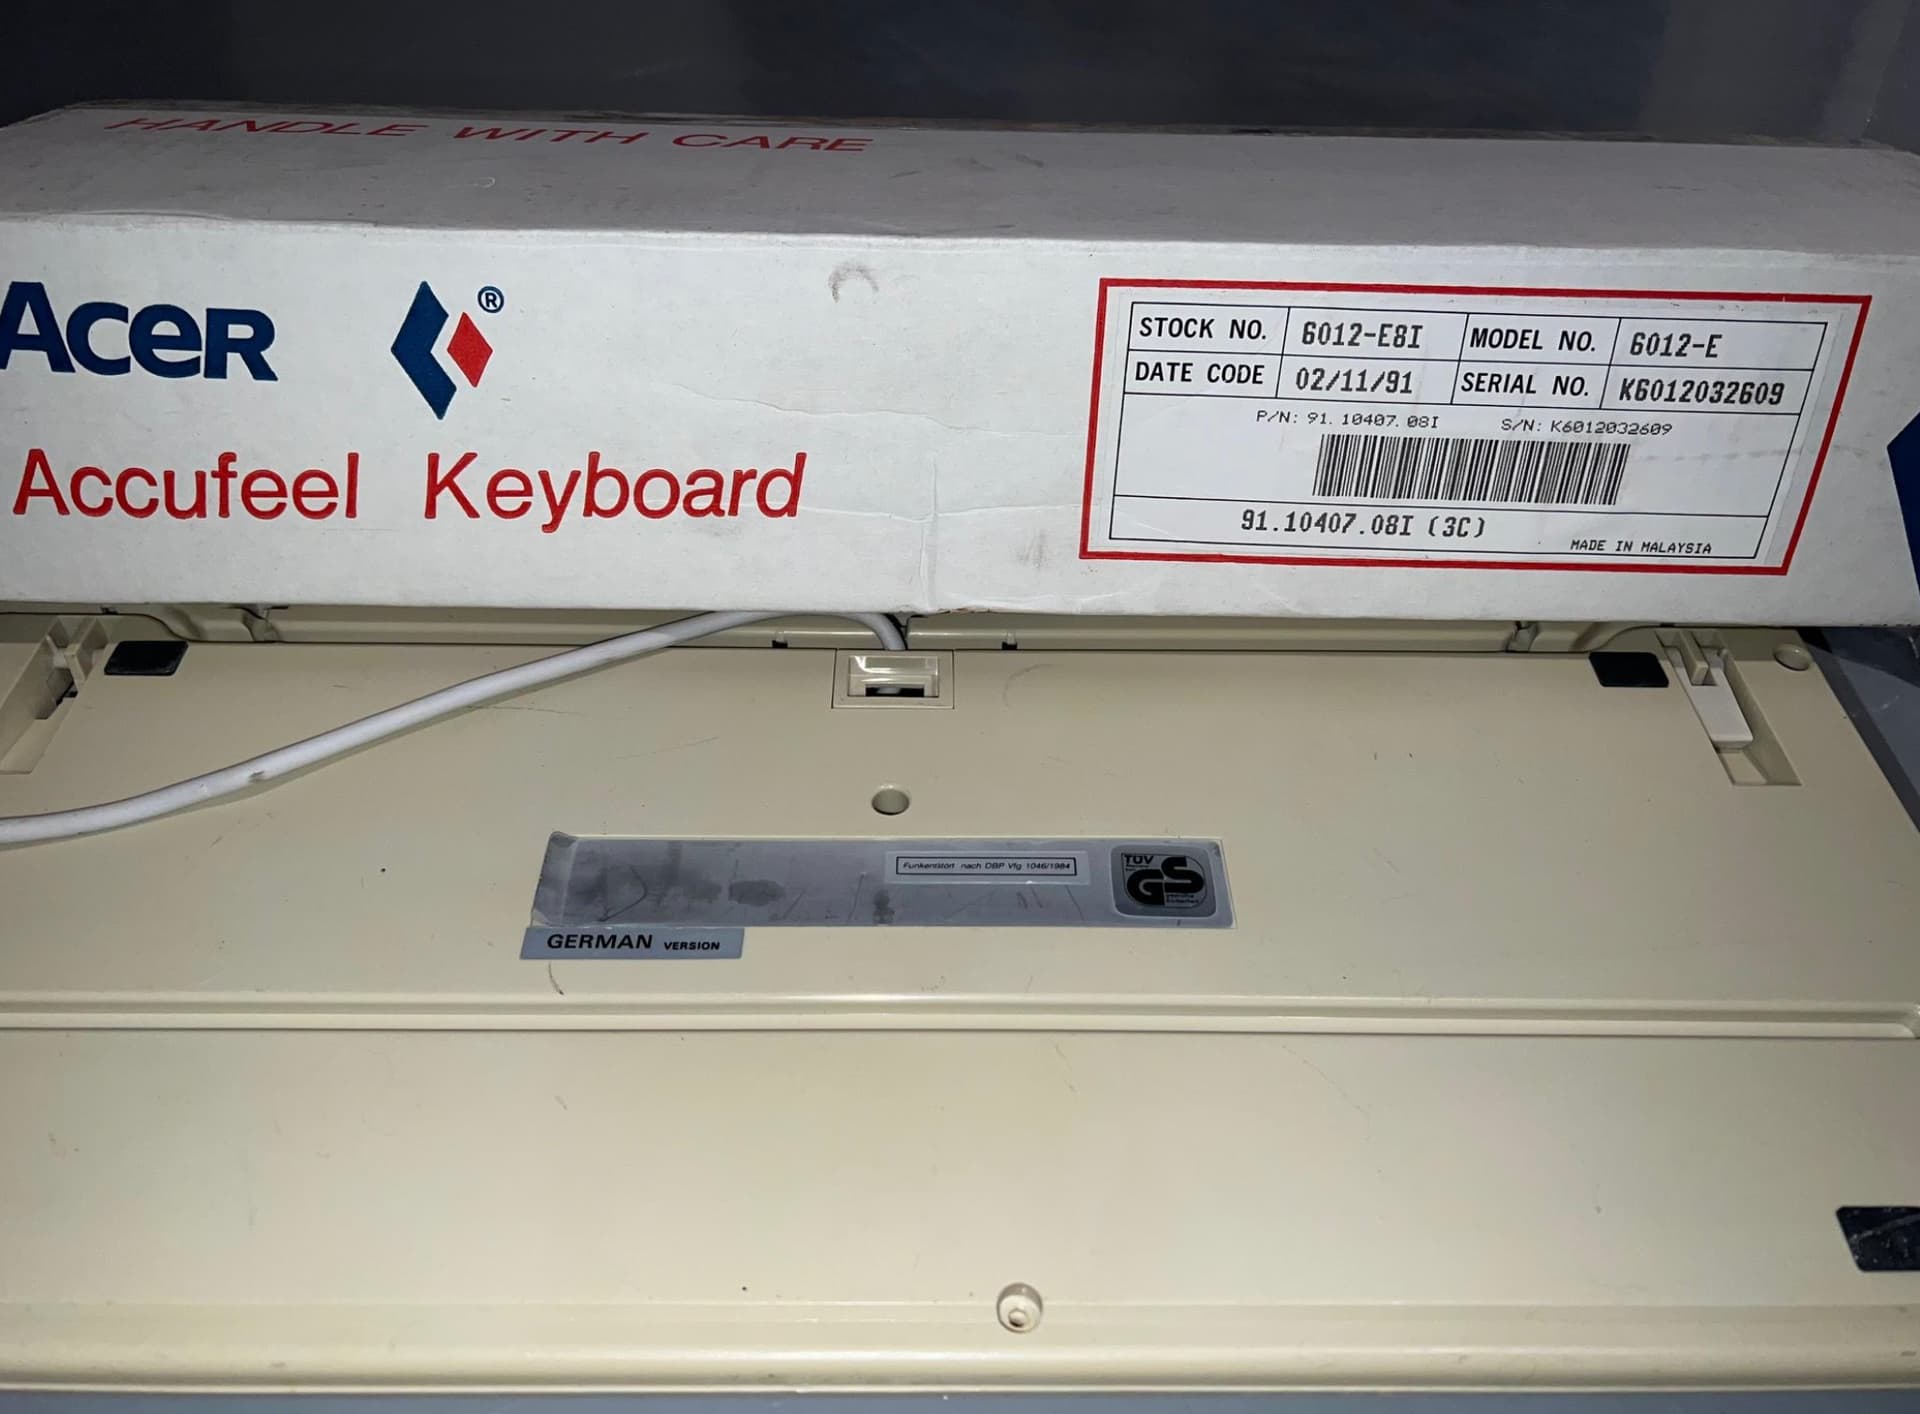 HANDLE WITH CARE
Acer ®
Accufeel Keyboard
STOCK NO. 6012-E8I MODEL NO. 6012-E
DATE CODE 02/11/91 SERIAL NO. K6012032609
P/N: 91. 10407. 08I S/N: K6012032609
91.10407.08I (3C)
MADE IN MALAYSIA
Funkentstört nach DBP Vfg 1046/1984
TÜV
GS
geprüfte
Sicherheit
GERMAN VERSION